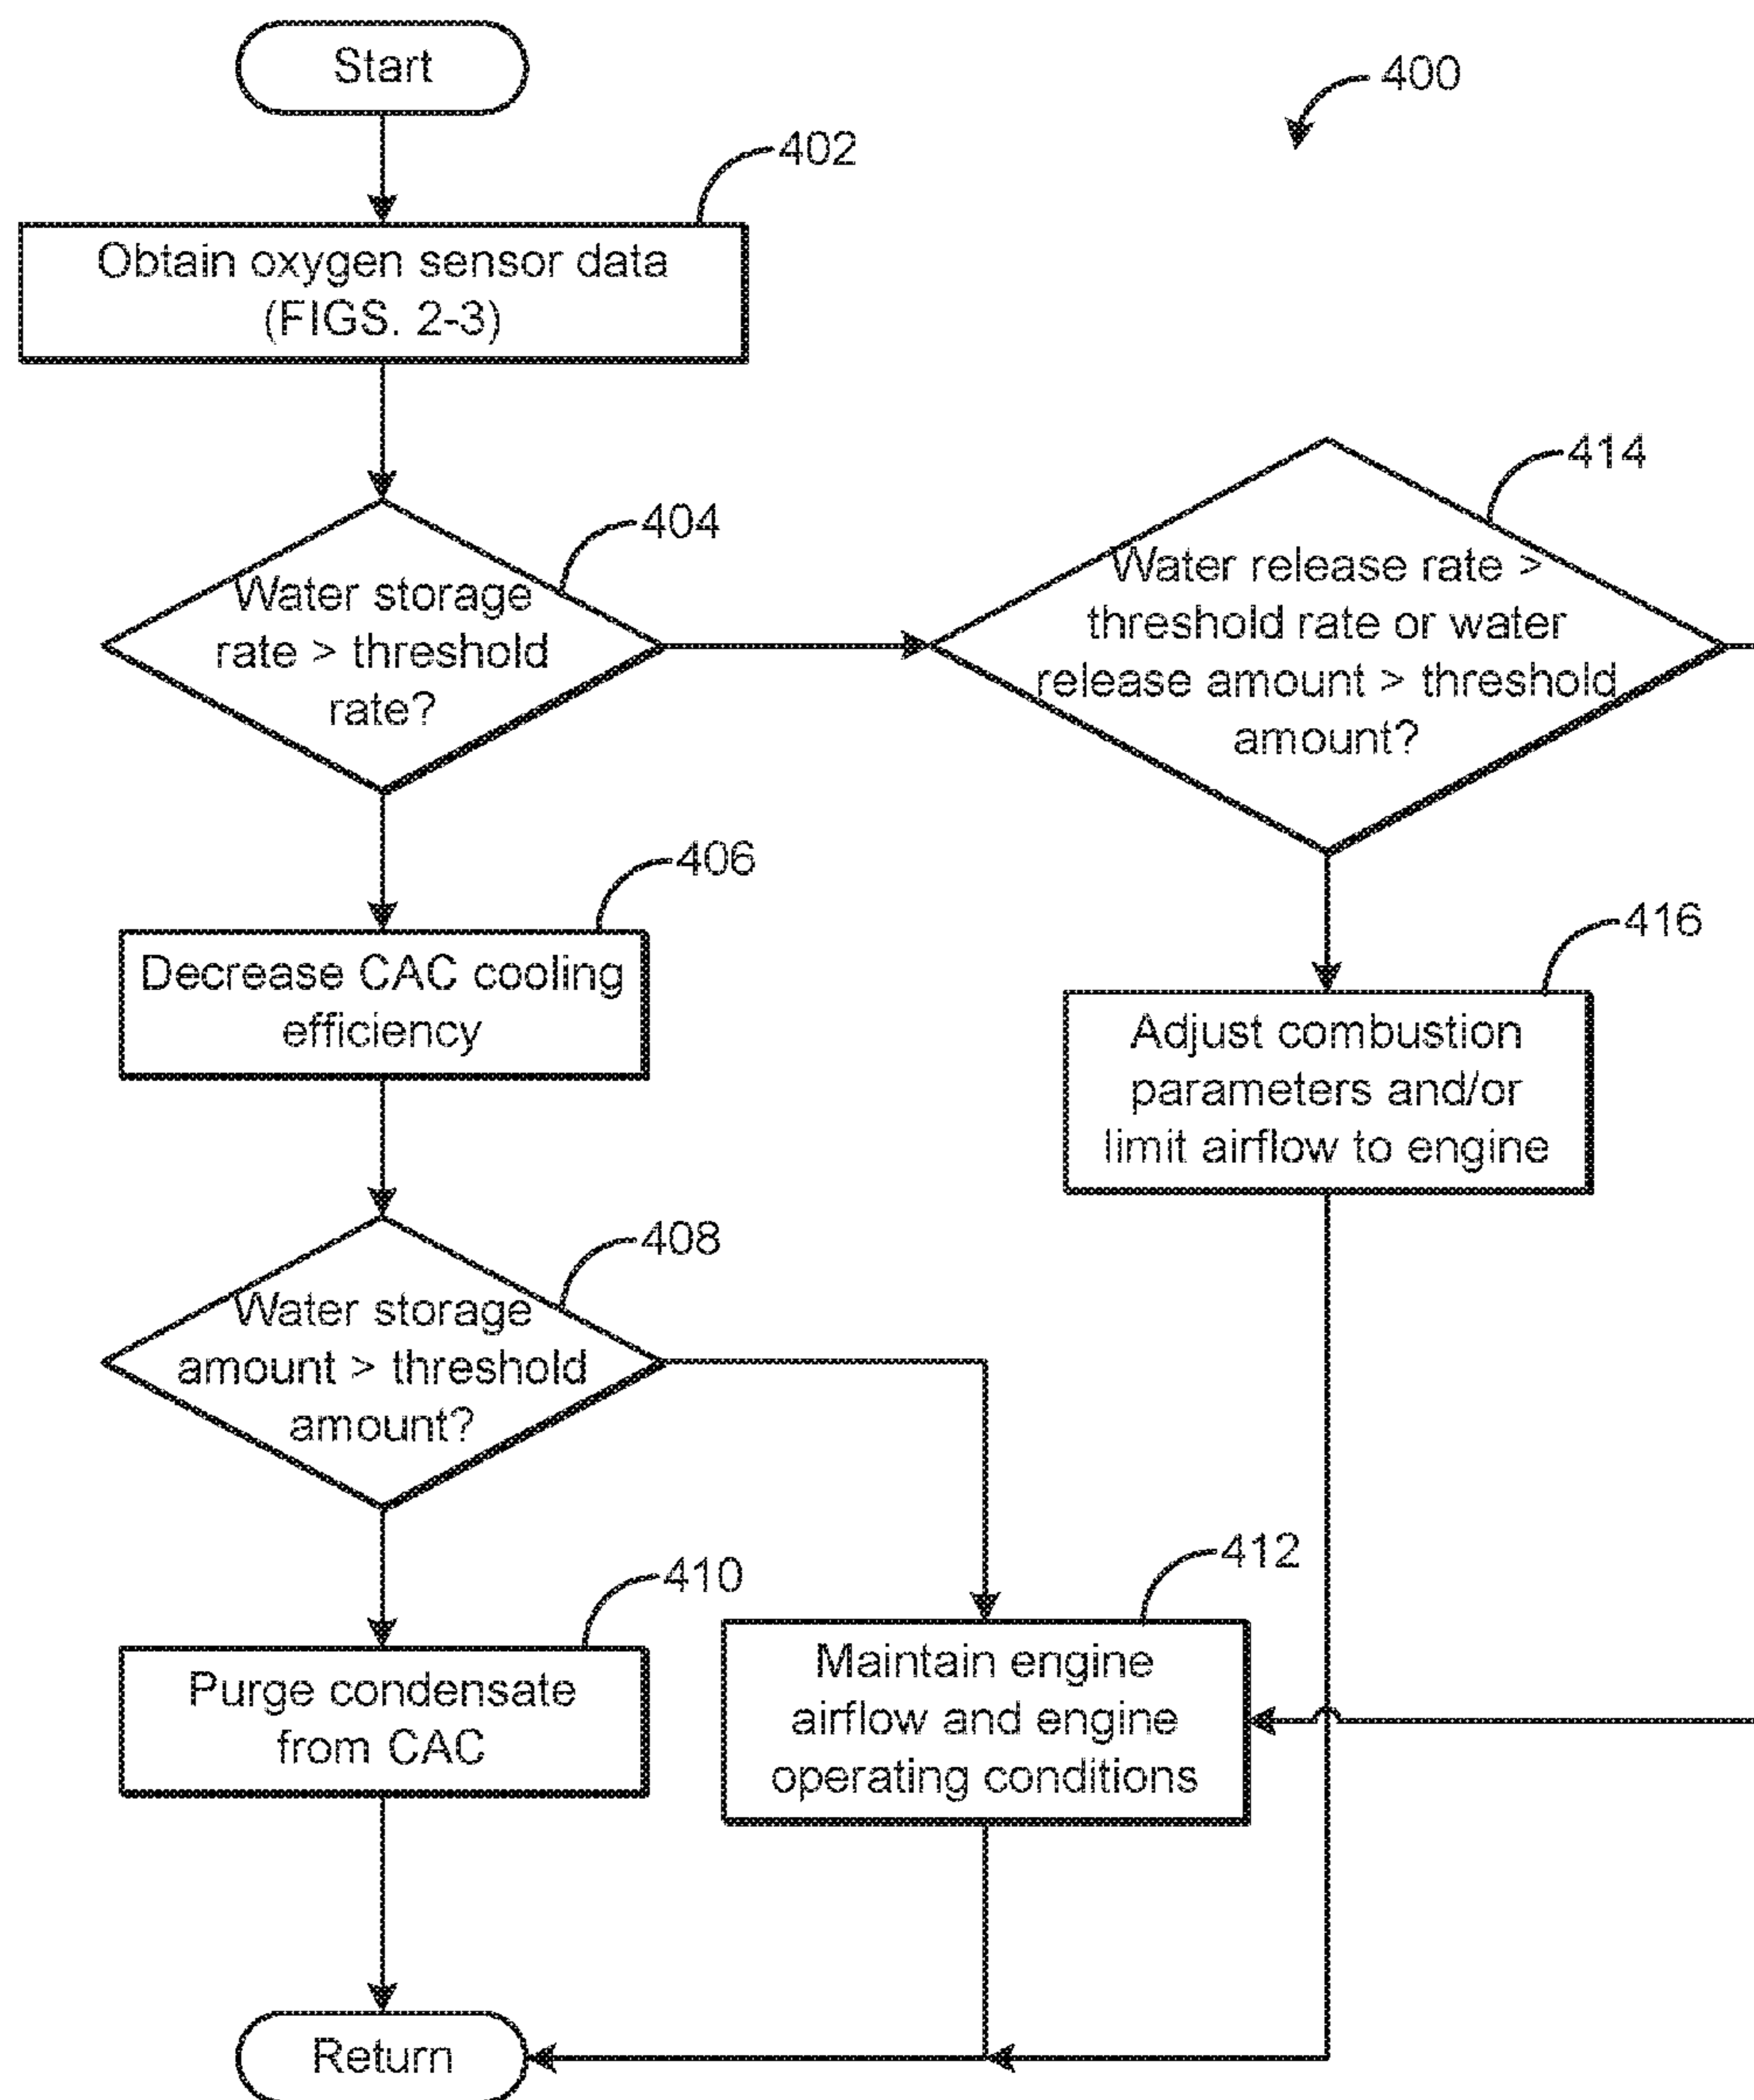 Start
400
402
Obtain oxygen sensor data
(FIGS. 2-3)
404
Water storage
rate > threshold
rate?
414
Water release rate >
threshold rate or water
release amount > threshold
amount?
406
Decrease CAC cooling
efficiency
416
Adjust combustion
parameters and/or
limit airflow to engine
408
Water storage
amount > threshold
amount?
410
Purge condensate
from CAC
412
Maintain engine
airflow and engine
operating conditions
Return